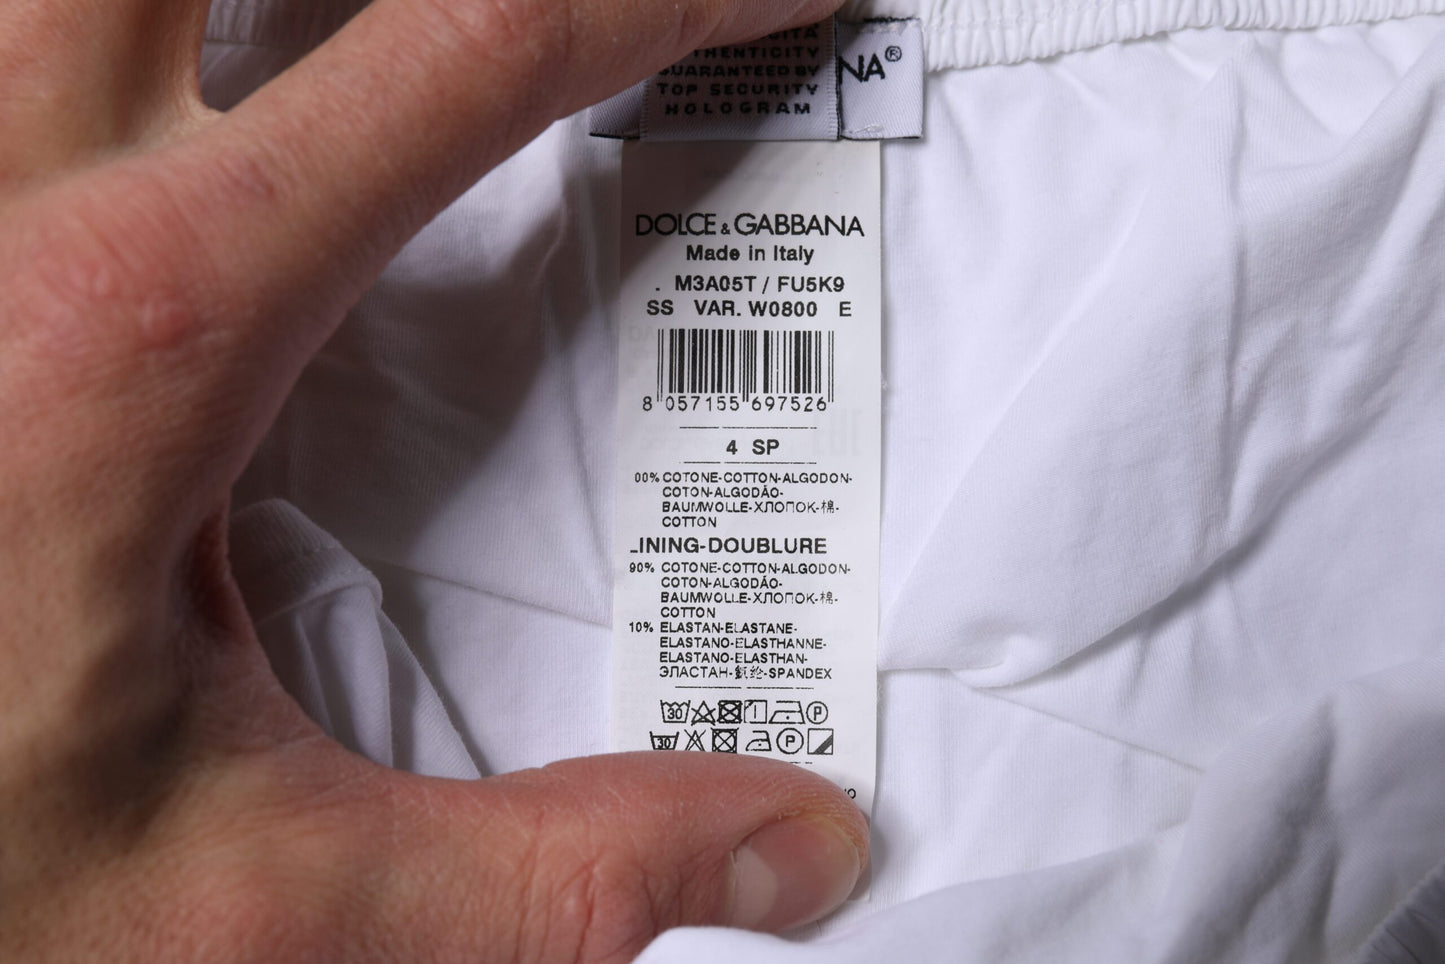 AUTHENTICITY
GUARANTEED BY
TOP SECURITY
HOLOGRAM
NA®
DOLCE & GABBANA
Made in Italy
. M3A05T / FU5K9
SS VAR. W0800 E
8 057155 697526
4 SP
00% COTONE-COTTON-ALGODON-
COTON-ALGODÃO-
BAUMWOLLE-ХЛОПОК-棉-
COTTON
LINING-DOUBLURE
90% COTONE-COTTON-ALGODON-
COTON-ALGODÃO-
BAUMWOLLE-ХЛОПОК-棉-
COTTON
10% ELASTAN-ELASTANE-
ELASTANO-ELASTHANNE-
ELASTANO-ELASTHAN-
ЭЛАСТАН-氨纶-SPANDEX
30 P
30 P